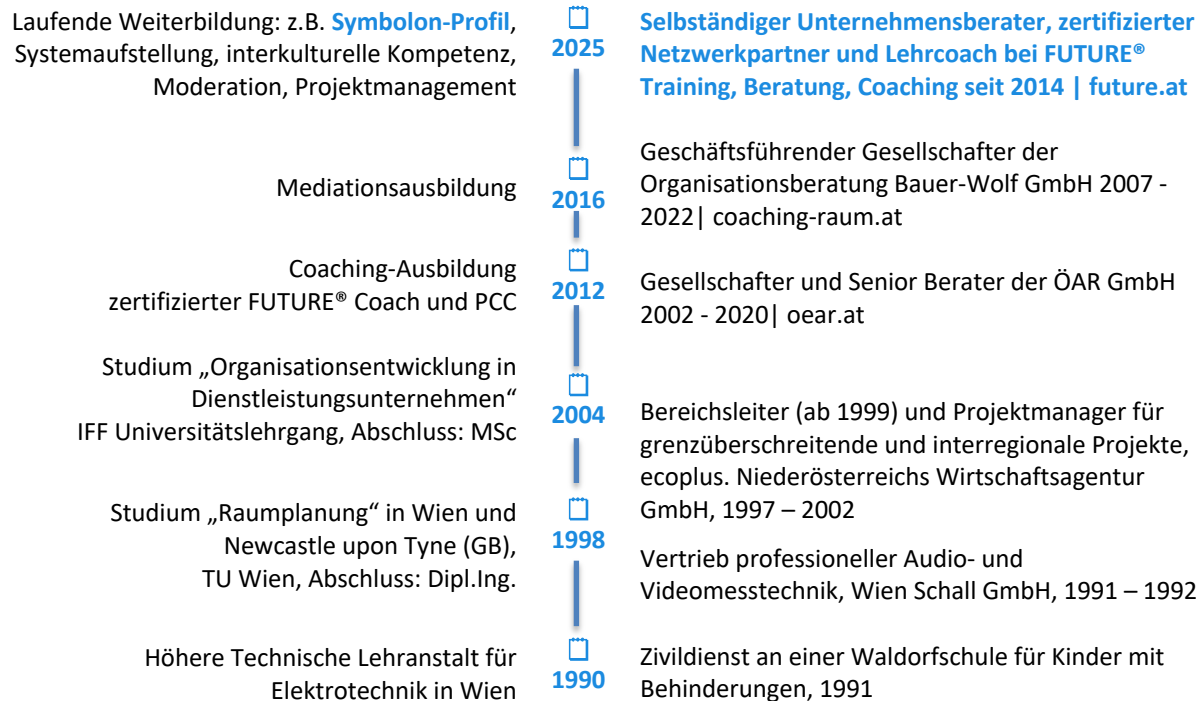 Laufende Weiterbildung: z.B. Symbolon-Profil,
Systemaufstellung, interkulturelle Kompetenz,
Moderation, Projektmanagement
2025
Selbständiger Unternehmensberater, zertifizierter
Netzwerkpartner und Lehrcoach bei FUTURE®
Training, Beratung, Coaching seit 2014 | future.at
Mediationsausbildung
2016
Geschäftsführender Gesellschafter der
Organisationsberatung Bauer-Wolf GmbH 2007 -
2022| coaching-raum.at
Coaching-Ausbildung
zertifizierter FUTURE® Coach und PCC
2012
Gesellschafter und Senior Berater der ÖAR GmbH
2002 - 2020| oear.at
Studium „Organisationsentwicklung in
Dienstleistungsunternehmen“
IFF Universitätslehrgang, Abschluss: MSc
2004
Bereichsleiter (ab 1999) und Projektmanager für
grenzüberschreitende und interregionale Projekte,
ecoplus. Niederösterreichs Wirtschaftsagentur
GmbH, 1997 – 2002
Studium „Raumplanung“ in Wien und
Newcastle upon Tyne (GB),
TU Wien, Abschluss: Dipl.Ing.
1998
Vertrieb professioneller Audio- und
Videomesstechnik, Wien Schall GmbH, 1991 – 1992
Höhere Technische Lehranstalt für
Elektrotechnik in Wien
1990
Zivildienst an einer Waldorfschule für Kinder mit
Behinderungen, 1991